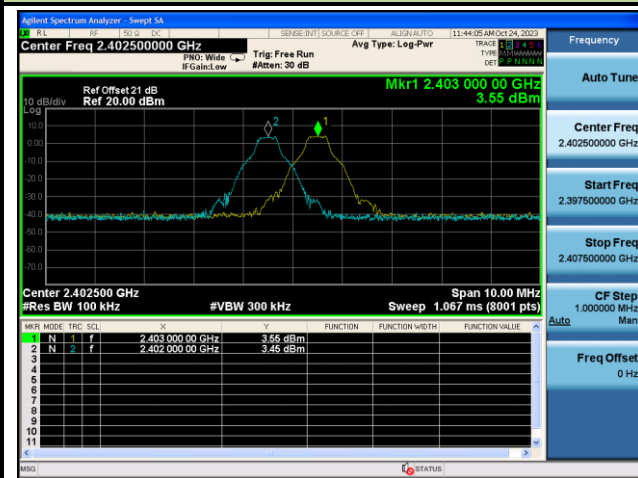 Agilent Spectrum Analyzer - Swept SA
RL RF 50 Ω DC SENSE:INT SOURCE OFF ALIGN AUTO 11:44:05 AM Oct 24, 2023
Center Freq 2.402500000 GHz
PNO: Wide
IFGain:Low
Trig: Free Run
#Atten: 30 dB
Avg Type: Log-Pwr
TRACE 1 2 3 4 5 6
TYPE MMWWWW
DET P P N N N N
Ref Offset 21 dB
10 dB/div Ref 20.00 dBm
Log
Mkr1 2.403 000 00 GHz
3.55 dBm
2
1
10.0
0.00
-10.0
-20.0
-30.0
-40.0
-50.0
-60.0
-70.0
Center 2.402500 GHz Span 10.00 MHz
#Res BW 100 kHz #VBW 300 kHz Sweep 1.067 ms (8001 pts)
MKR MODE TRC SCL X Y FUNCTION FUNCTION WIDTH FUNCTION VALUE
1 N 1 f 2.403 000 00 GHz 3.55 dBm
2 N 2 f 2.402 000 00 GHz 3.45 dBm
3
4
5
6
7
8
9
10
11
MSG STATUS
Frequency
Auto Tune
Center Freq
2.402500000 GHz
Start Freq
2.397500000 GHz
Stop Freq
2.407500000 GHz
CF Step
1.000000 MHz
Auto Man
Freq Offset
0 Hz